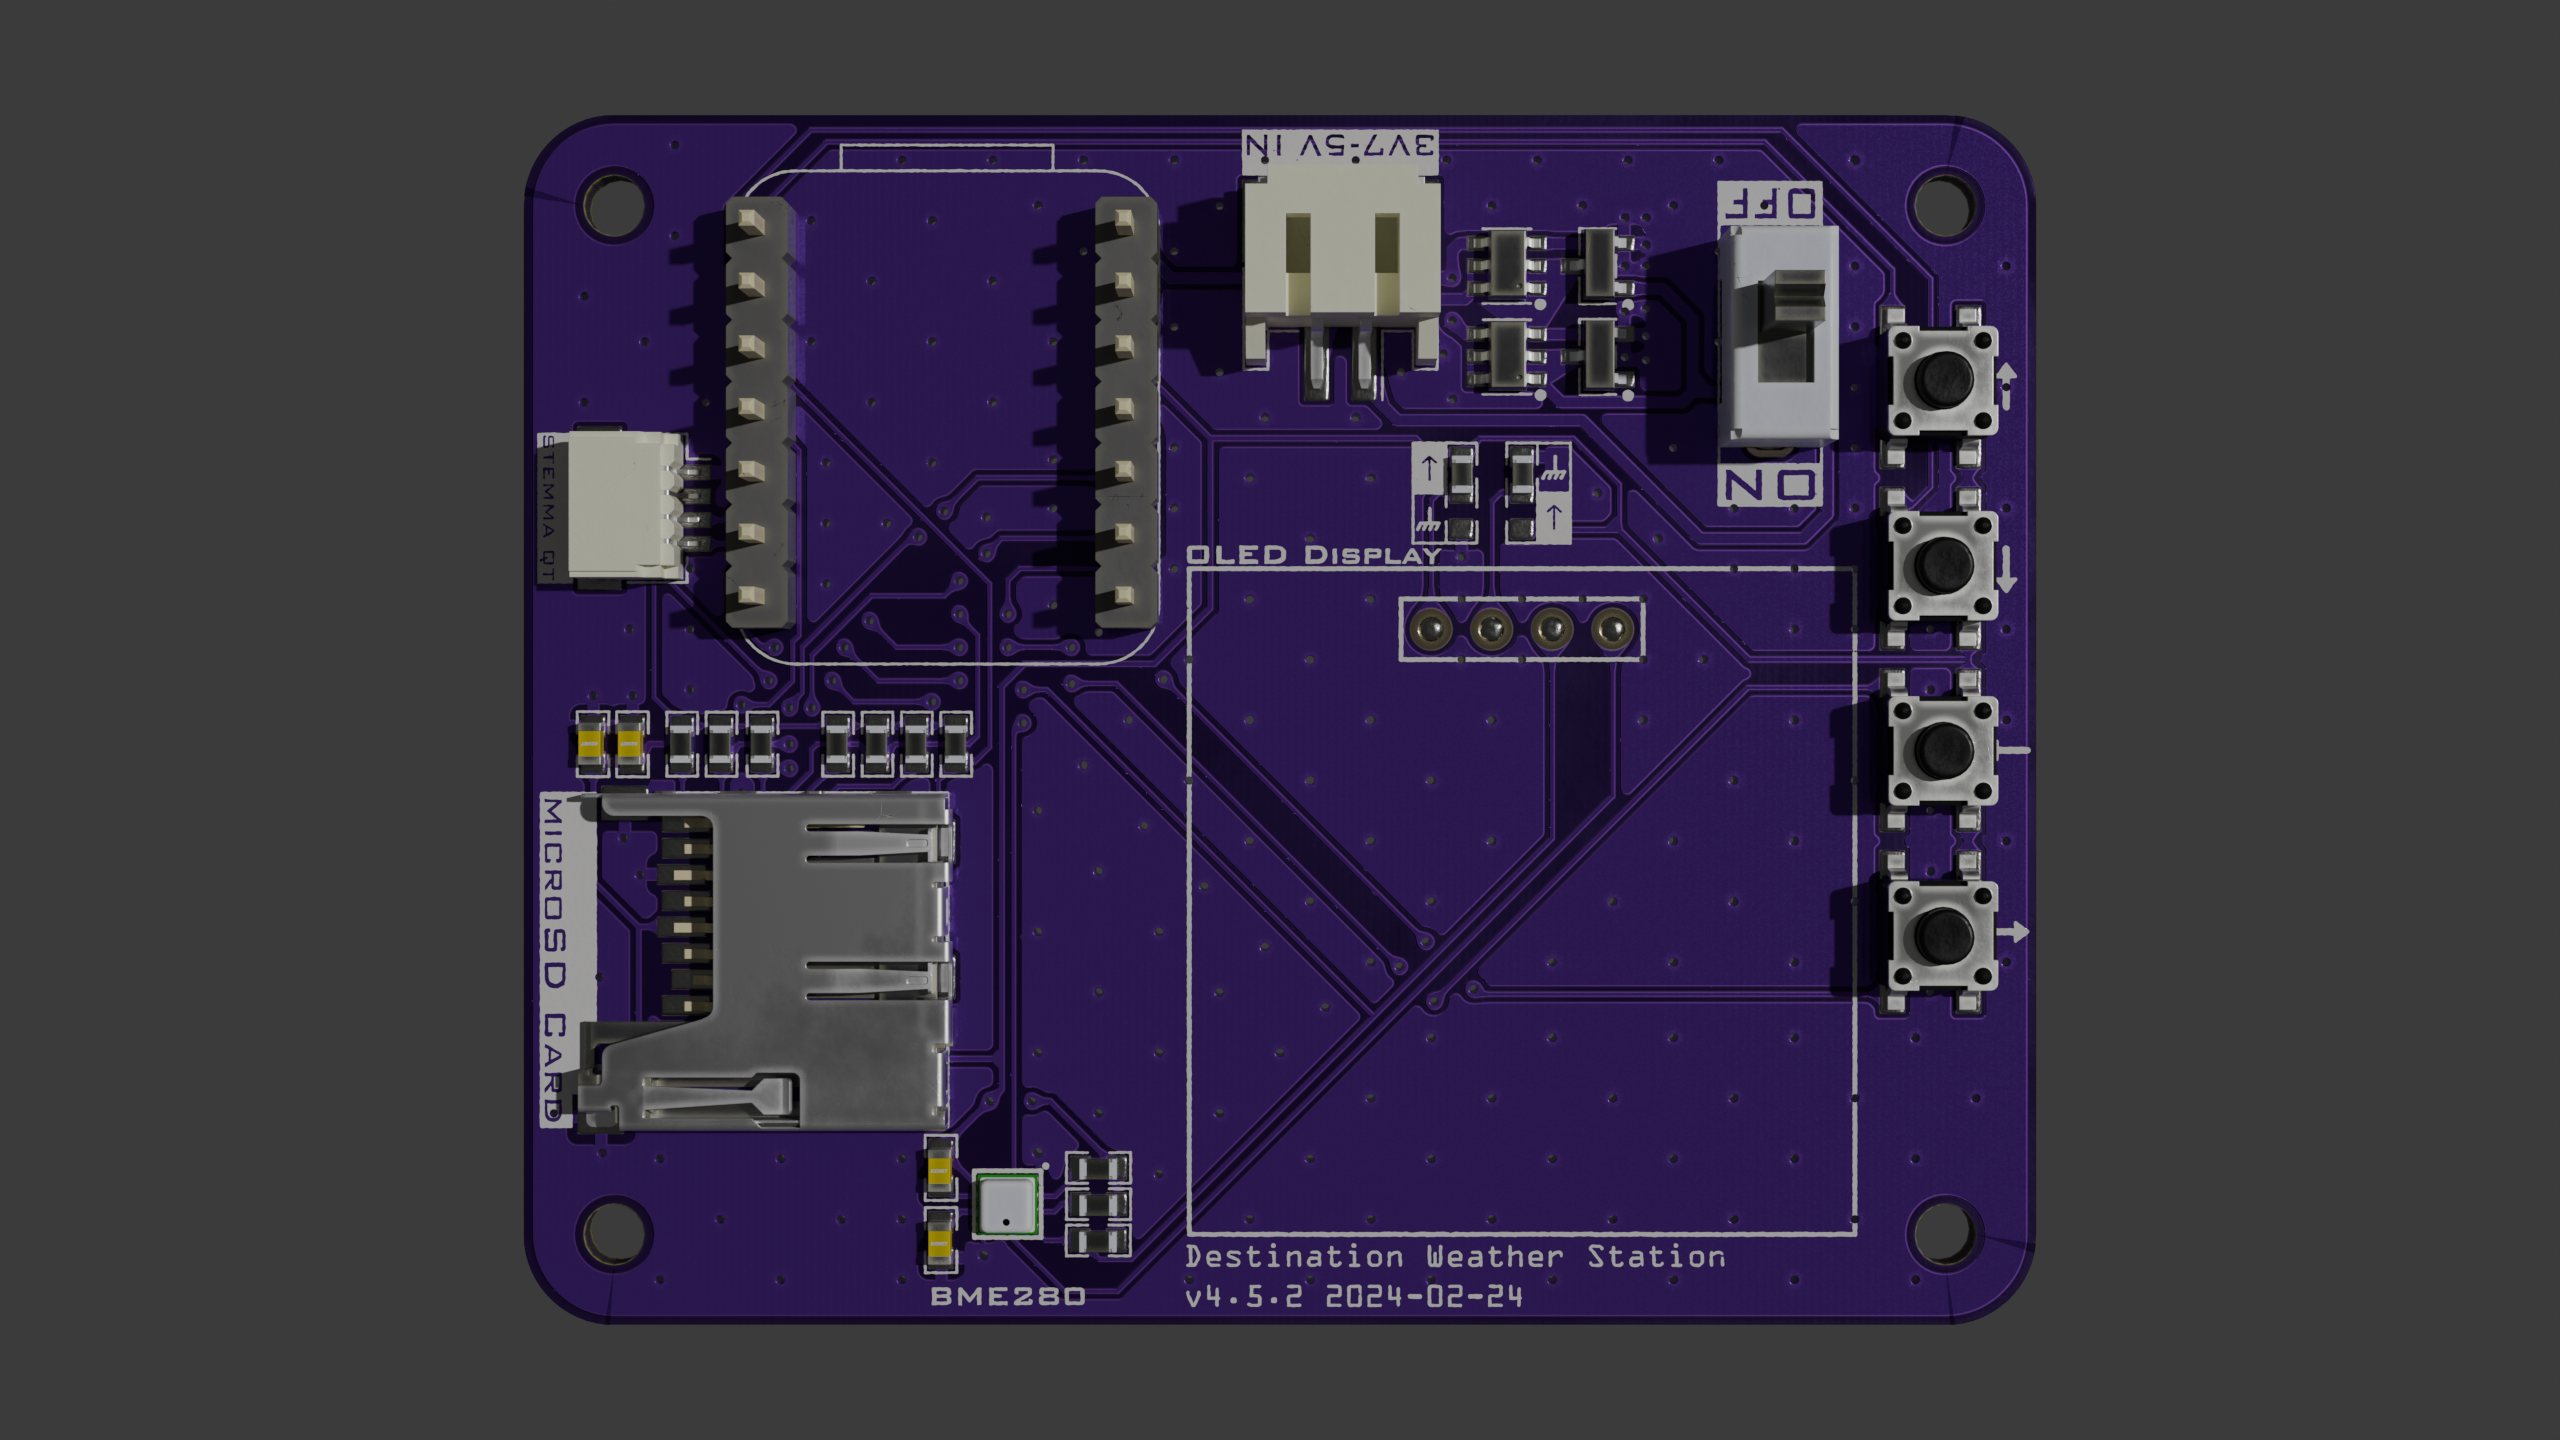 3V7-5V IN
OFF
ON
STEMMA QT
OLED DISPLAY
MICROSD CARD
Destination Weather Station
v4.5.2 2024-02-24
BME280